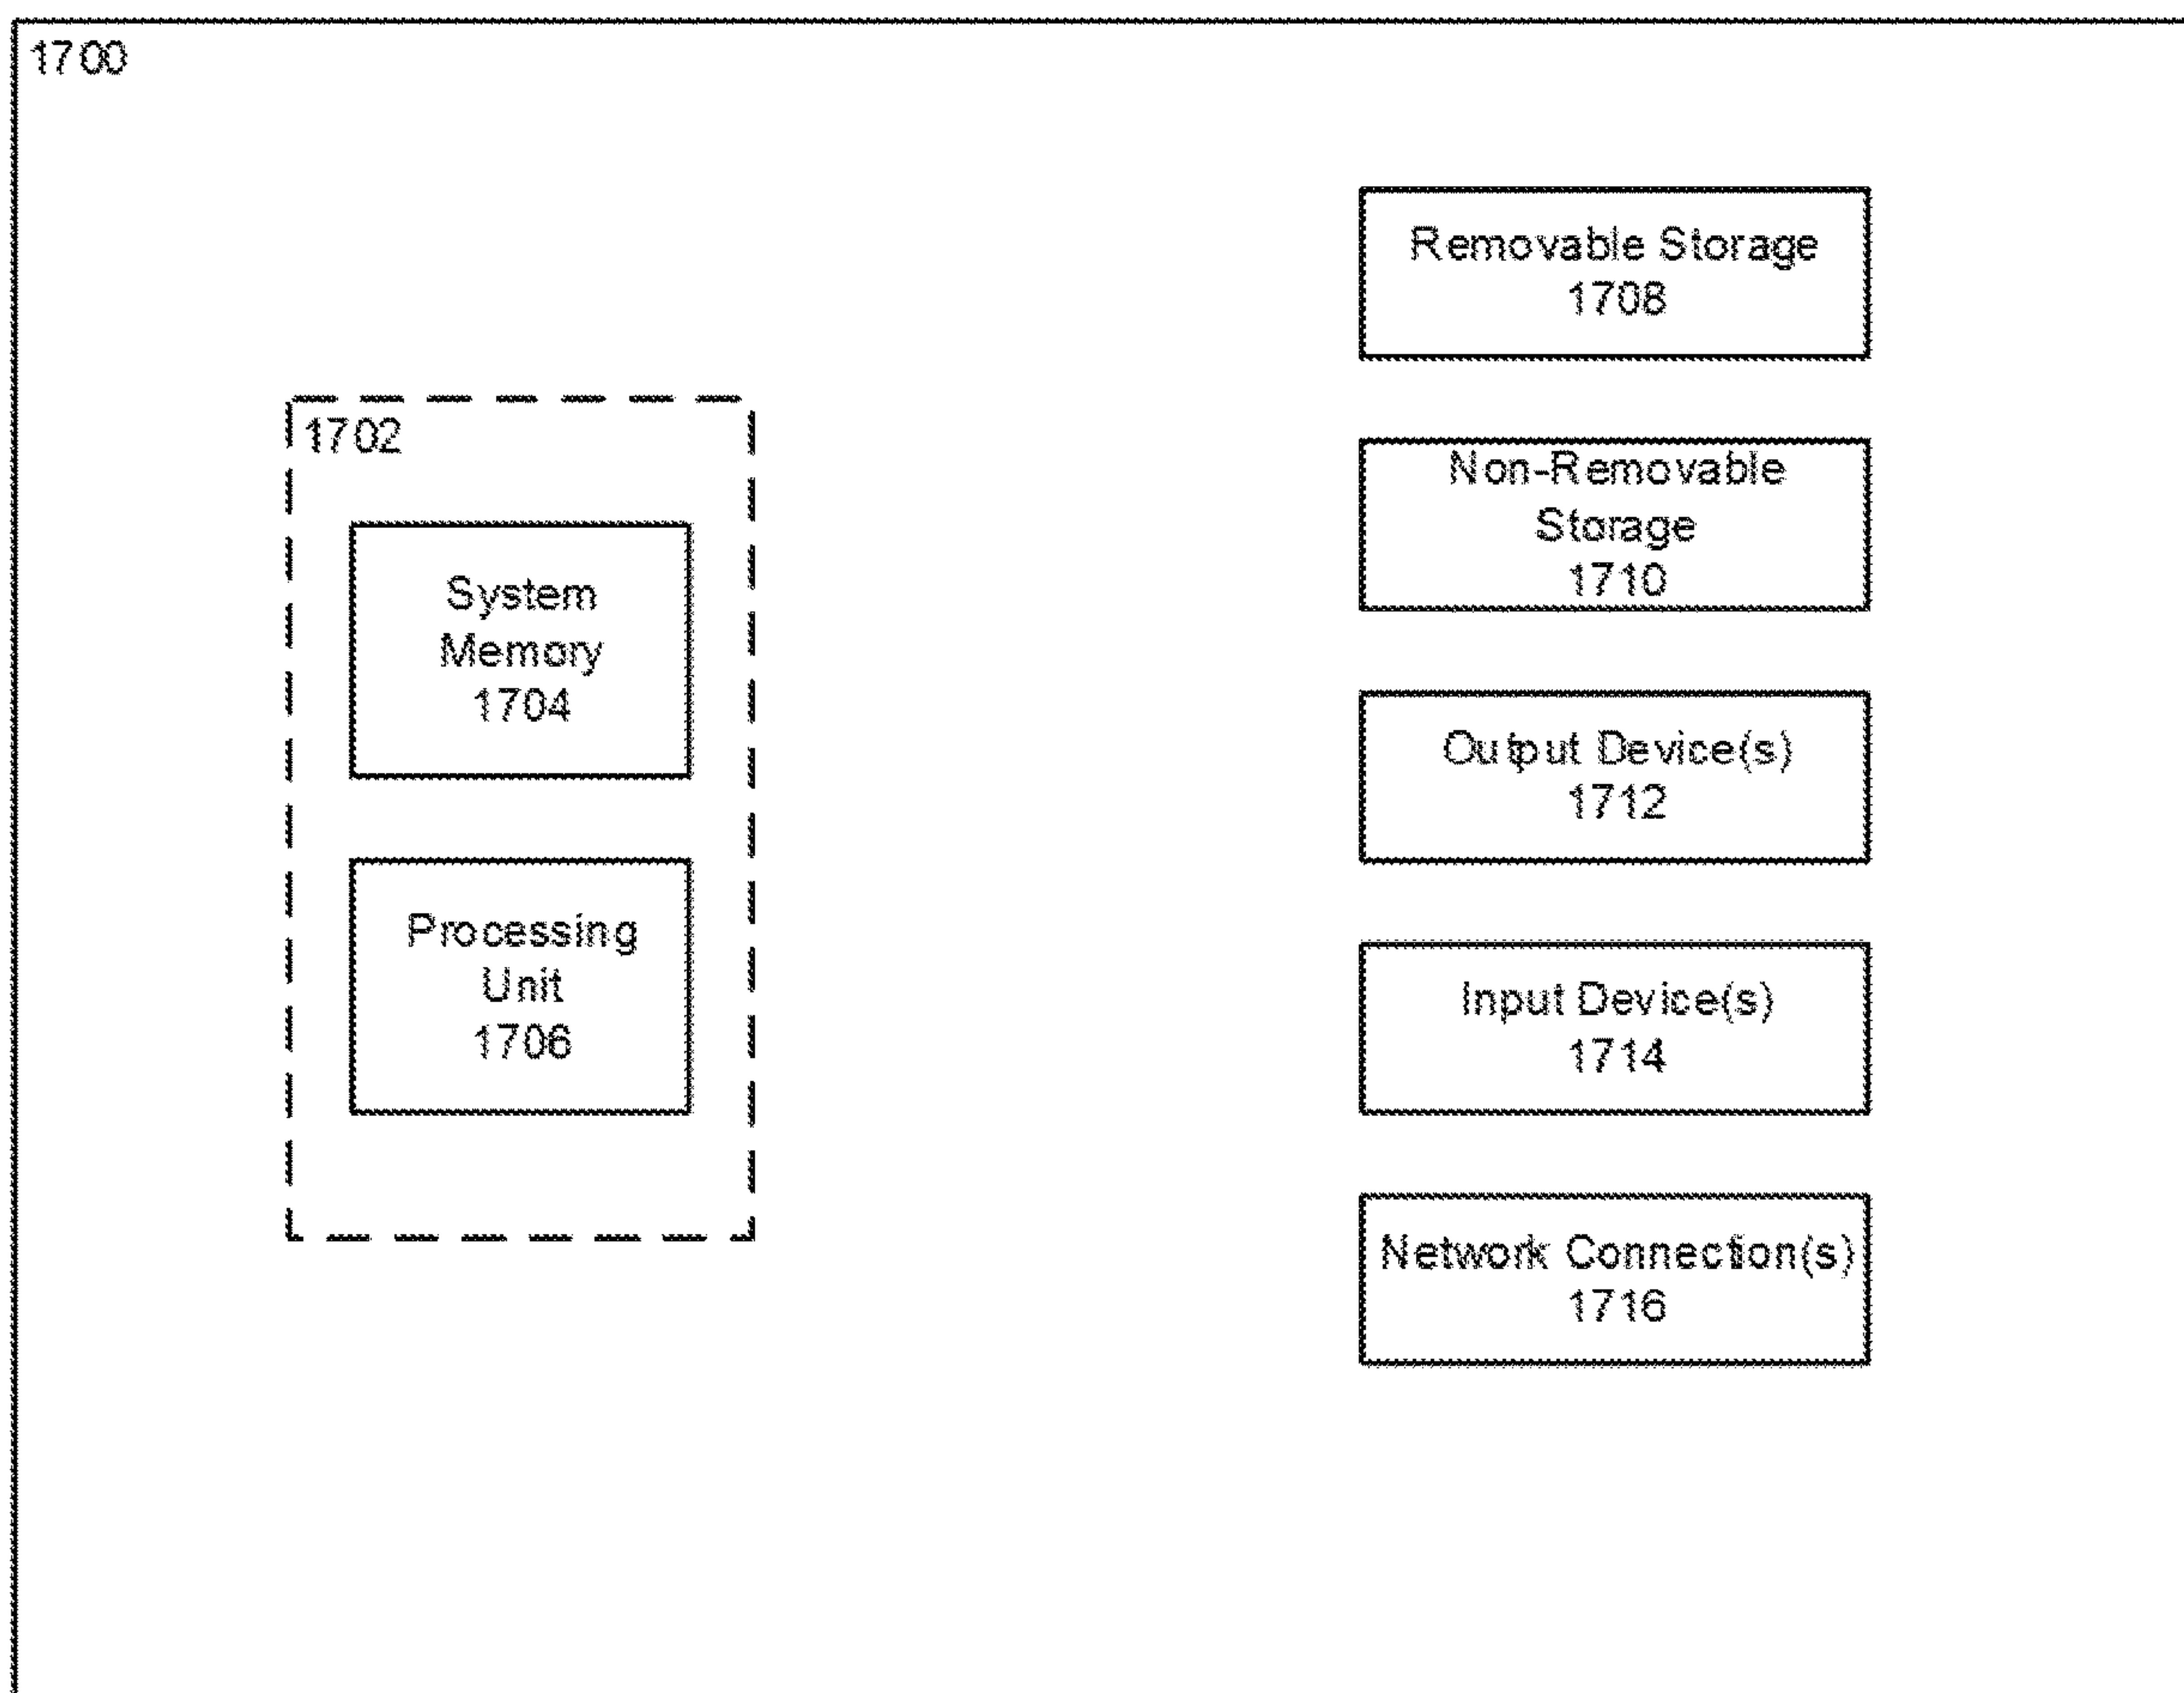 1700
1702
System
Memory
1704
Processing
Unit
1706
Removable Storage
1708
Non-Removable
Storage
1710
Output Device(s)
1712
Input Device(s)
1714
Network Connection(s)
1716